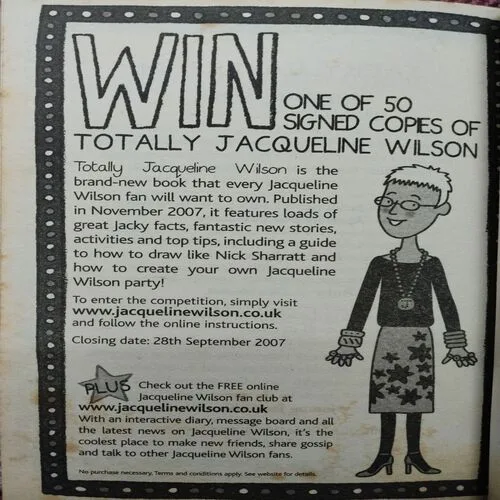 WIN
ONE OF 50
SIGNED COPIES OF
TOTALLY JACQUELINE WILSON
Totally Jacqueline Wilson is the
brand-new book that every Jacqueline
Wilson fan will want to own. Published
in November 2007, it features loads of
great Jacky facts, fantastic new stories,
activities and top tips, including a guide
to how to draw like Nick Sharratt and
how to create your own Jacqueline
Wilson party!
To enter the competition, simply visit
www.jacquelinewilson.co.uk
and follow the online instructions.
Closing date: 28th September 2007
PLUS Check out the FREE online
Jacqueline Wilson fan club at
www.jacquelinewilson.co.uk
With an interactive diary, message board and all
the latest news on Jacqueline Wilson, it's the
coolest place to make new friends, share gossip
and talk to other Jacqueline Wilson fans.
No purchase necessary. Terms and conditions apply. See website for details.